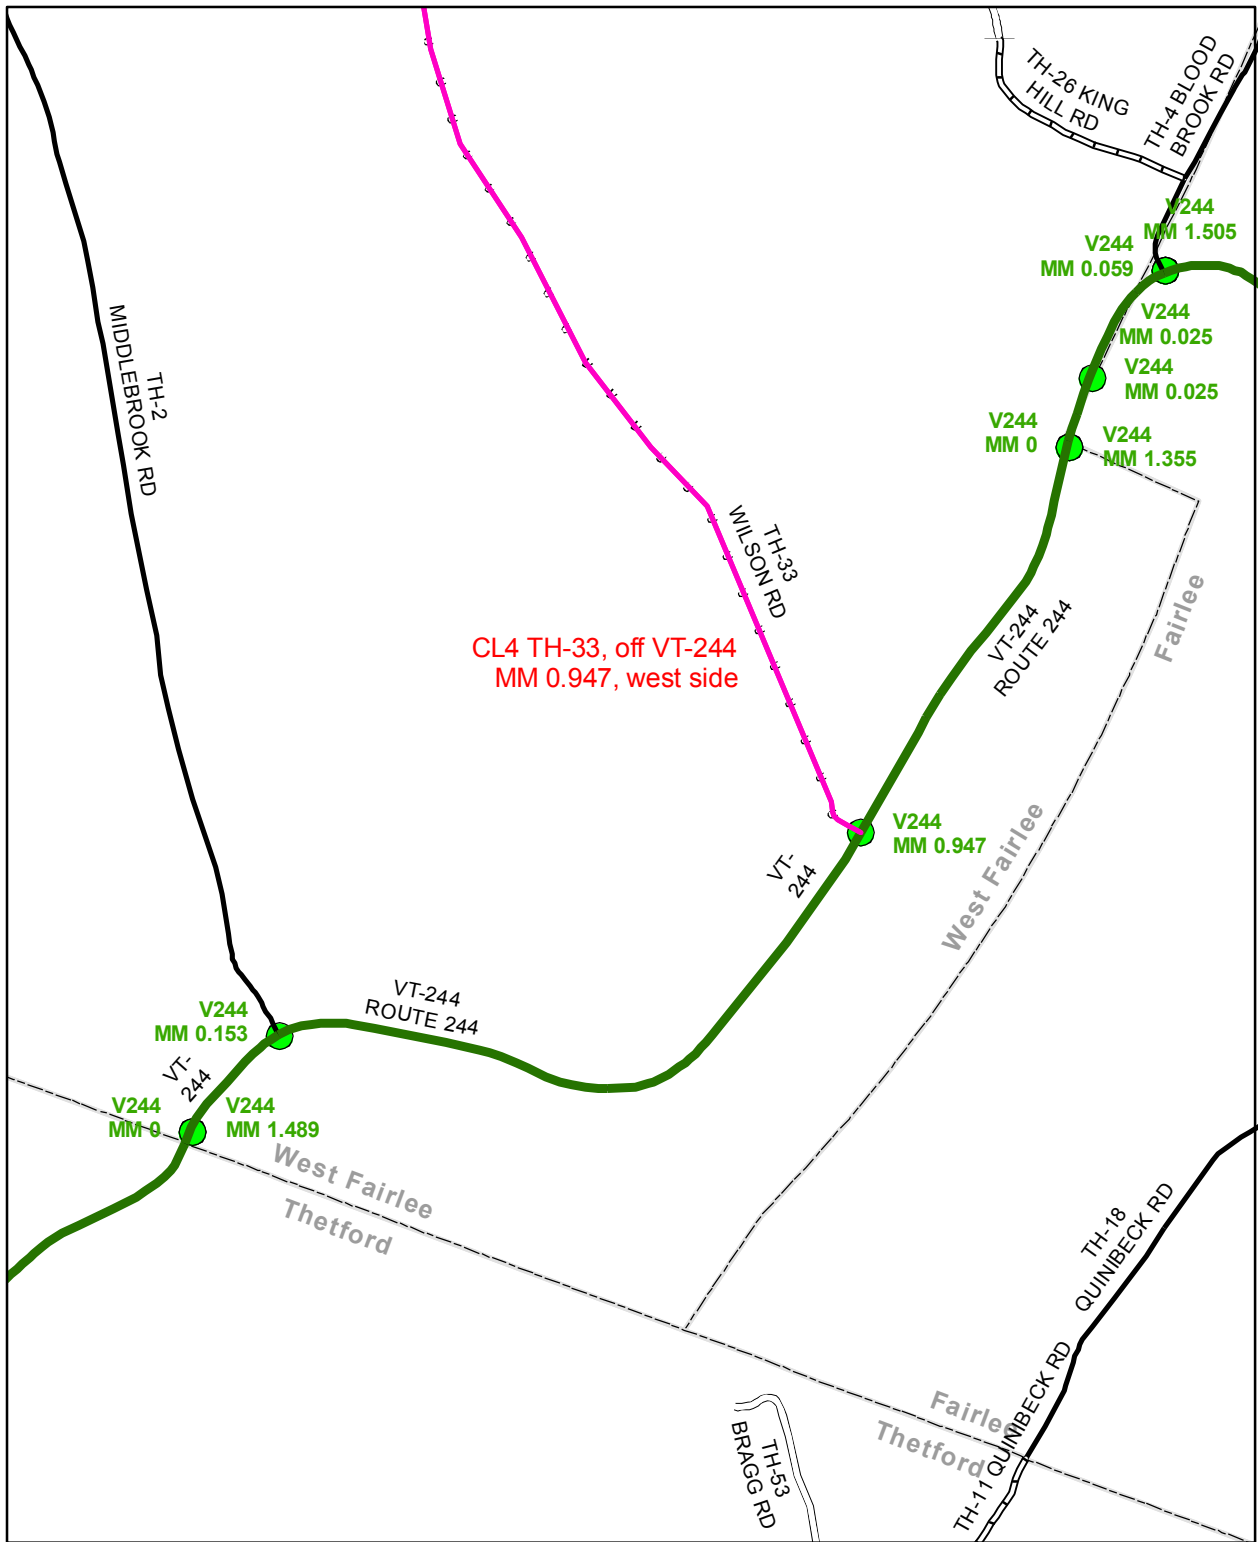 TH-26 KING
HILL RD
TH-4 BLOOD
BROOK RD
V244
MM 1.505
V244
MM 0.059
V244
MM 0.025
V244
MM 0.025
V244
MM 0
V244
MM 1.355
TH-2
MIDDLEBROOK RD
TH-33
WILSON RD
CL4 TH-33, off VT-244
MM 0.947, west side
VT-244
ROUTE 244
Fairlee
West Fairlee
V244
MM 0.947
VT-
244
VT-244
ROUTE 244
V244
MM 0.153
VT-
244
V244
MM 0
V244
MM 1.489
West Fairlee
Thetford
TH-18
QUINIBECK RD
Fairlee
Thetford
TH-11 QUINIBECK RD
TH-53
BRAGG RD